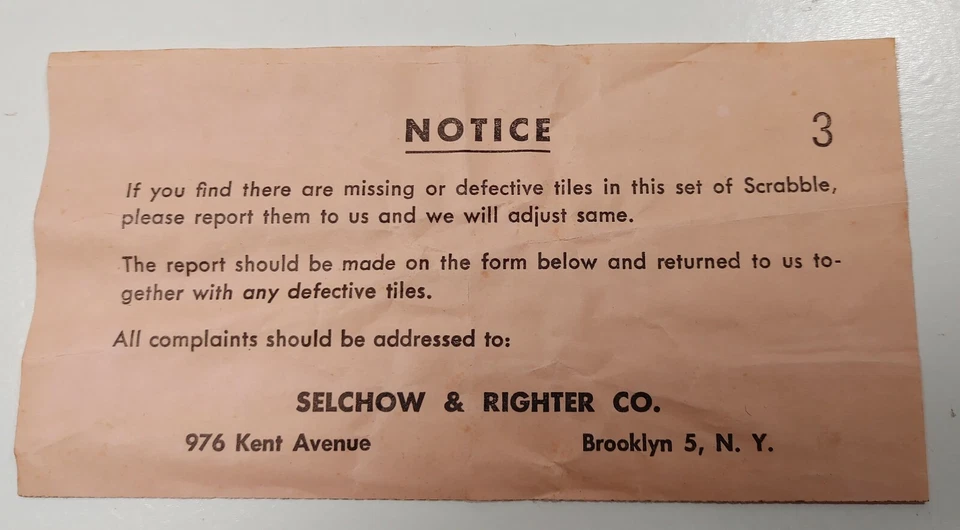 NOTICE
3
If you find there are missing or defective tiles in this set of Scrabble,
please report them to us and we will adjust same.
The report should be made on the form below and returned to us to-
gether with any defective tiles.
All complaints should be addressed to:
SELCHOW & RIGHTER CO.
976 Kent Avenue Brooklyn 5, N. Y.